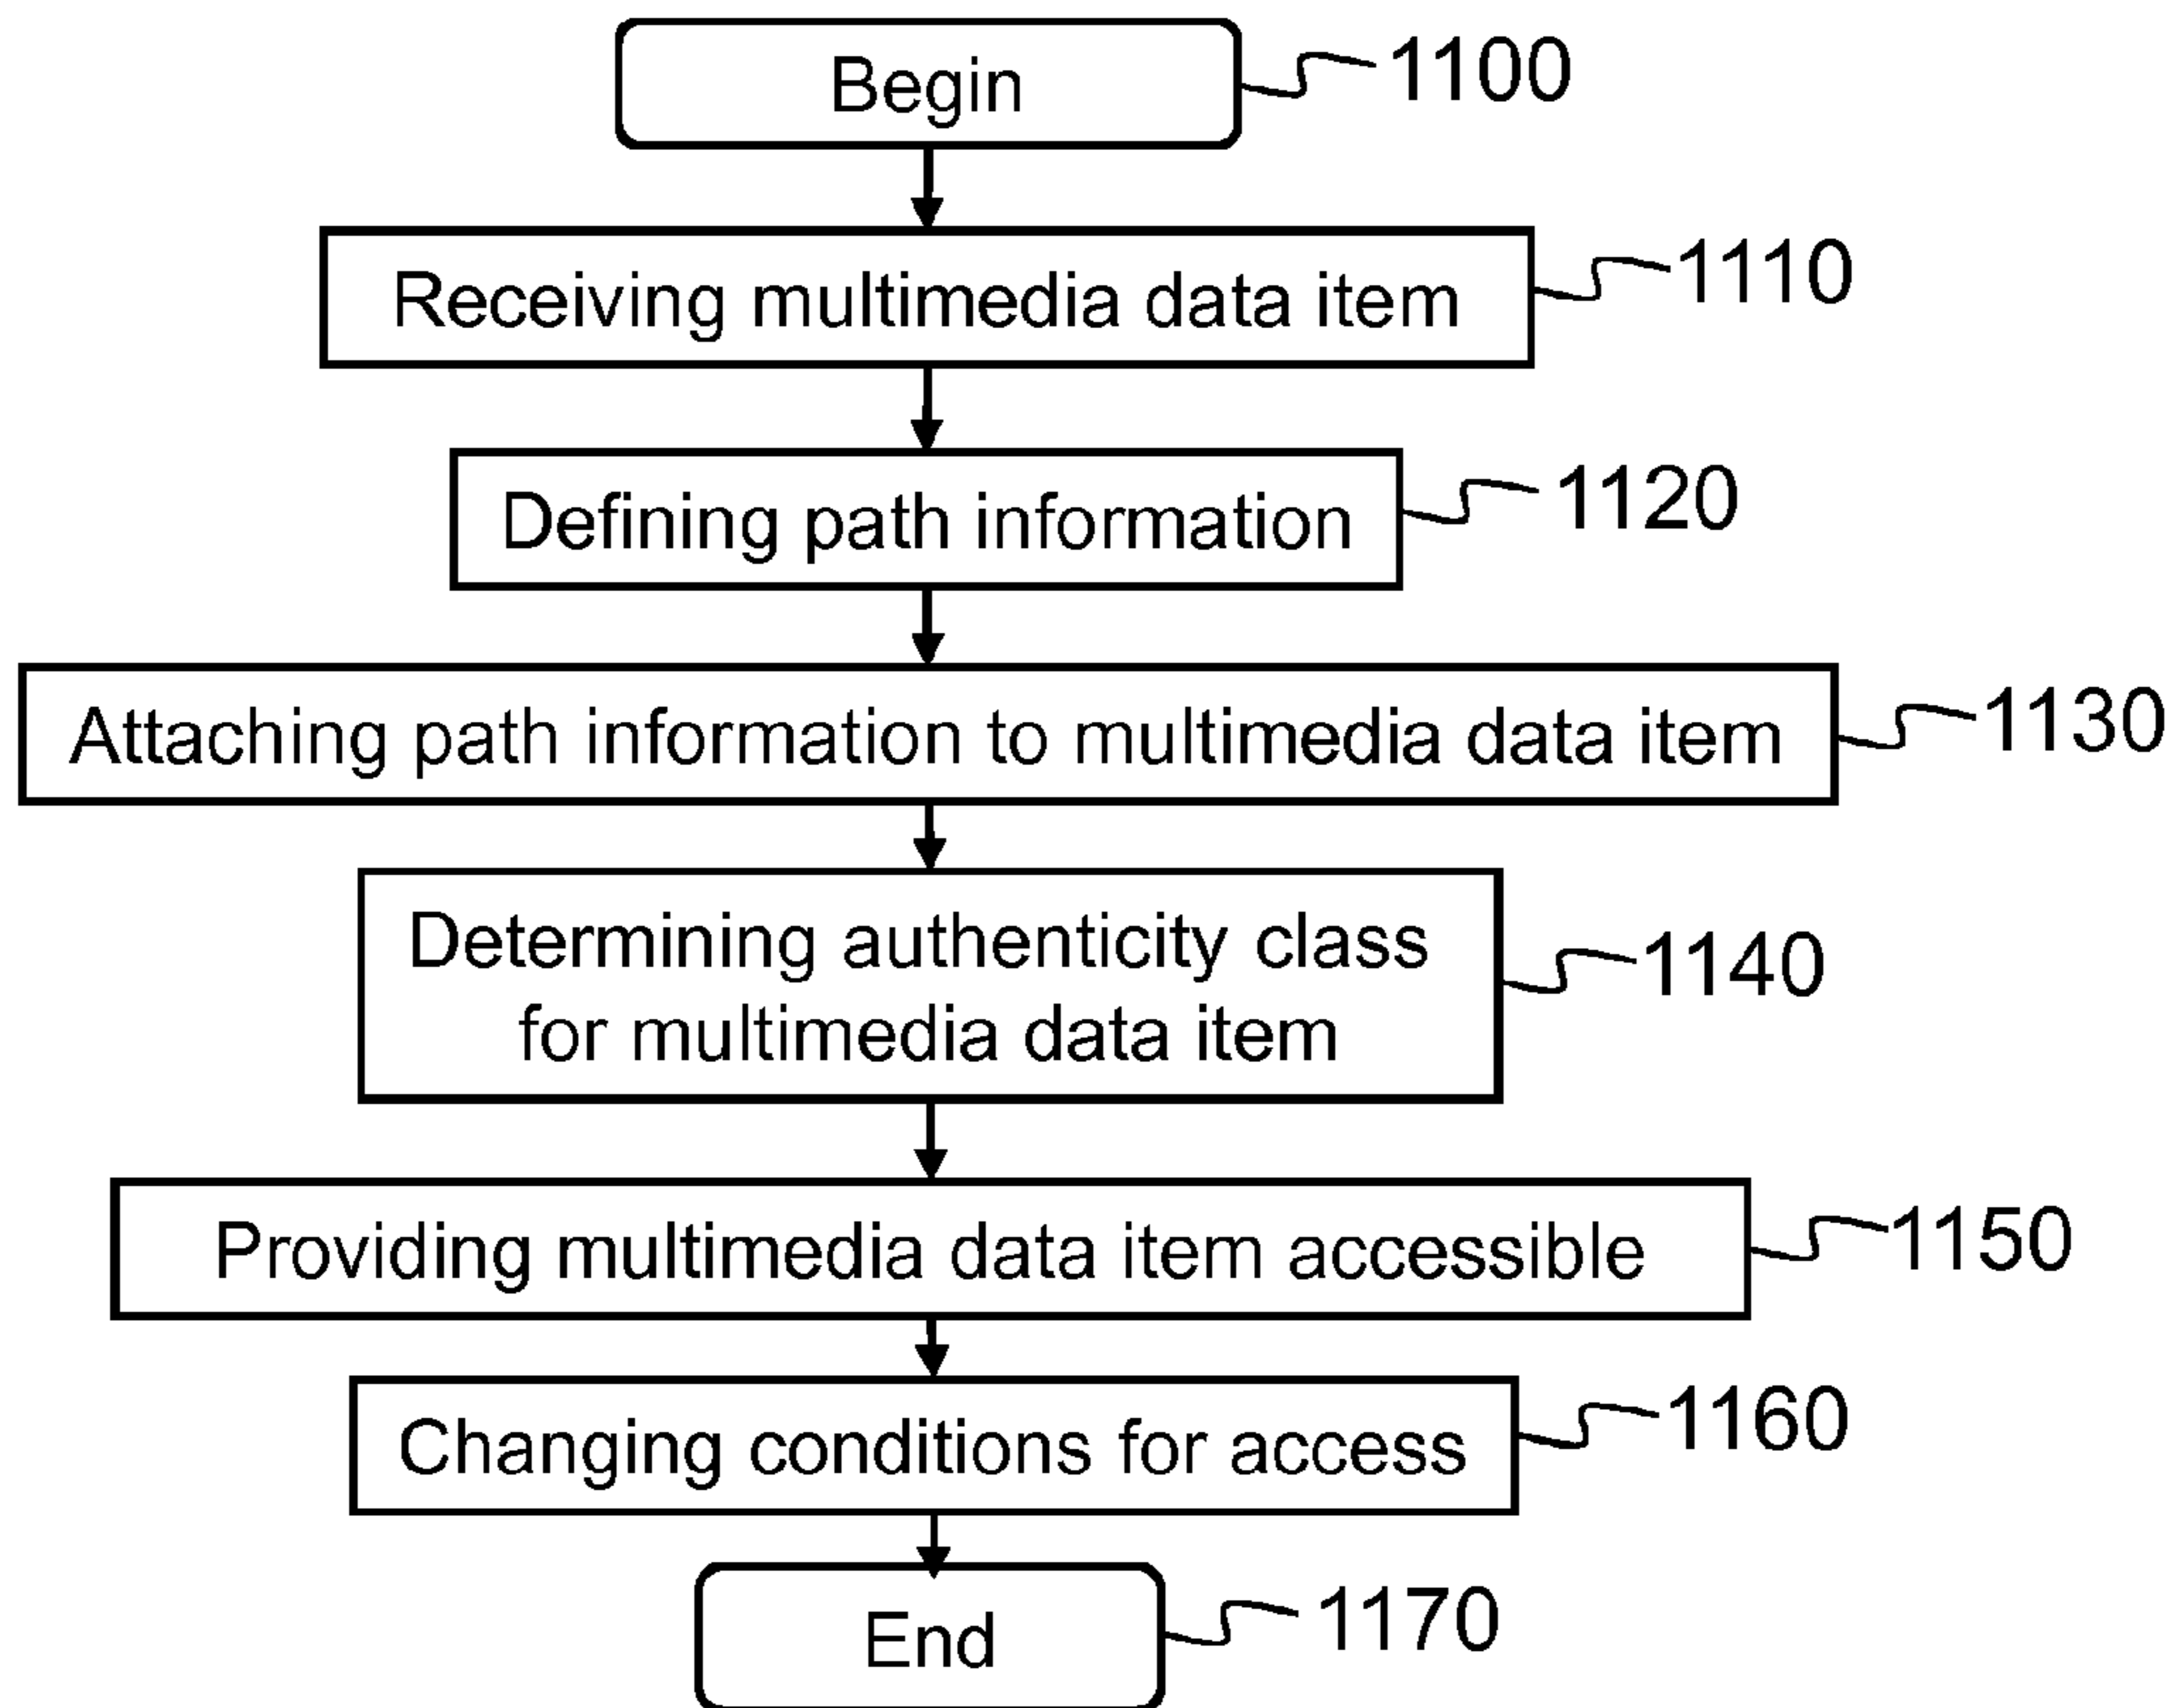 Begin
1100
Receiving multimedia data item
1110
Defining path information
1120
Attaching path information to multimedia data item
1130
Determining authenticity class
for multimedia data item
1140
Providing multimedia data item accessible
1150
Changing conditions for access
1160
End
1170